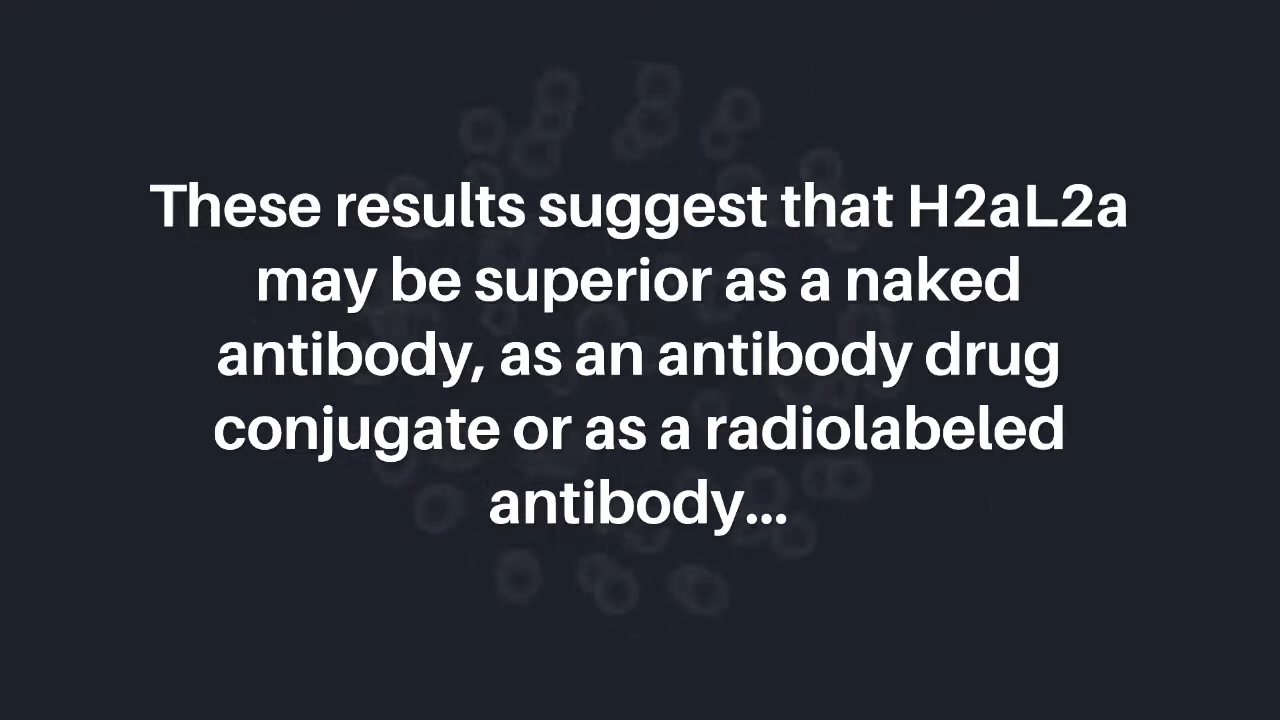 These results suggest that H2aL2a
may be superior as a naked
antibody, as an antibody drug
conjugate or as a radiolabeled
antibody...